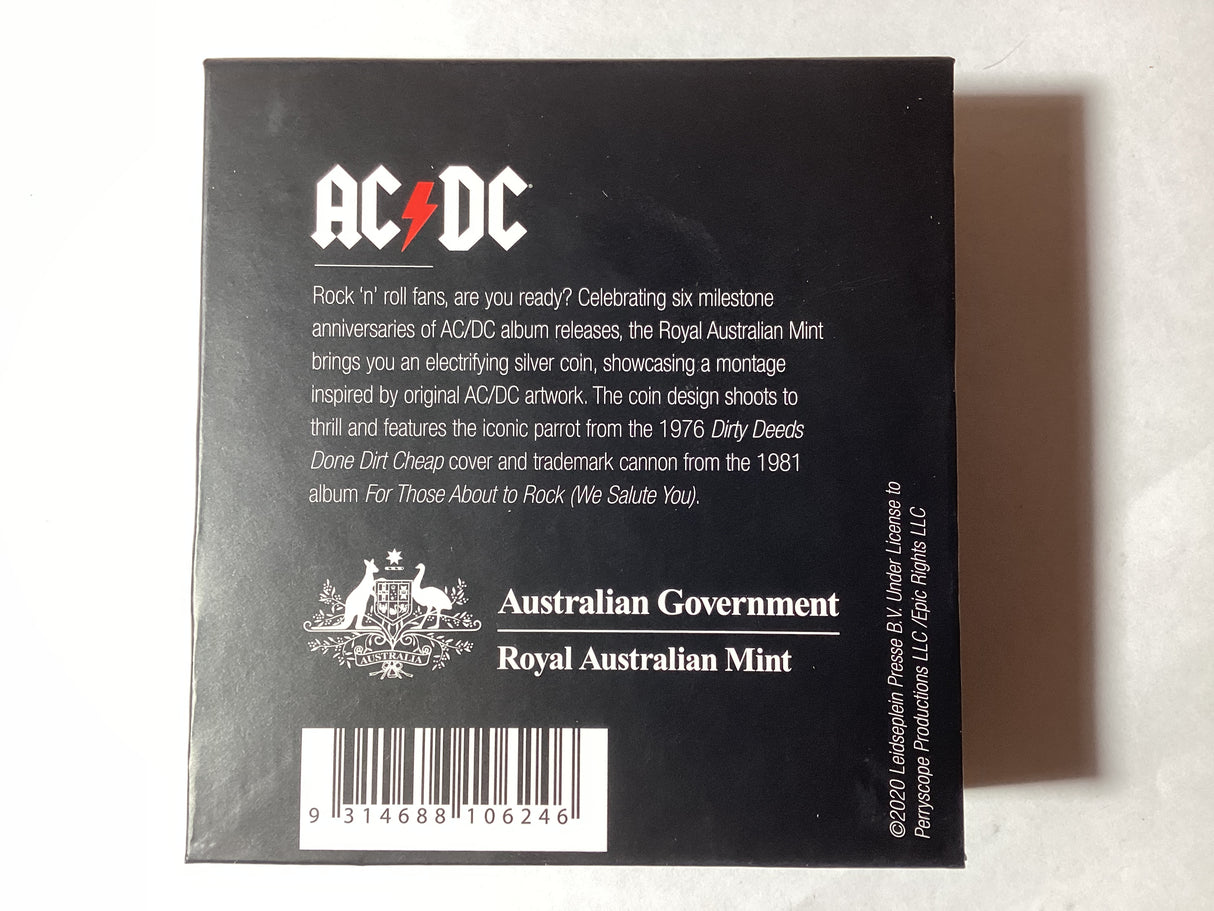 AC DC
Rock ‘n’ roll fans, are you ready? Celebrating six milestone
anniversaries of AC/DC album releases, the Royal Australian Mint
brings you an electrifying silver coin, showcasing a montage
inspired by original AC/DC artwork. The coin design shoots to
thrill and features the iconic parrot from the 1976 Dirty Deeds
Done Dirt Cheap cover and trademark cannon from the 1981
album For Those About to Rock (We Salute You).
AUSTRALIA
Australian Government
Royal Australian Mint
9 314688 106246
©2020 Leidseplein Presse B.V. Under License to
Perryscope Productions LLC /Epic Rights LLC